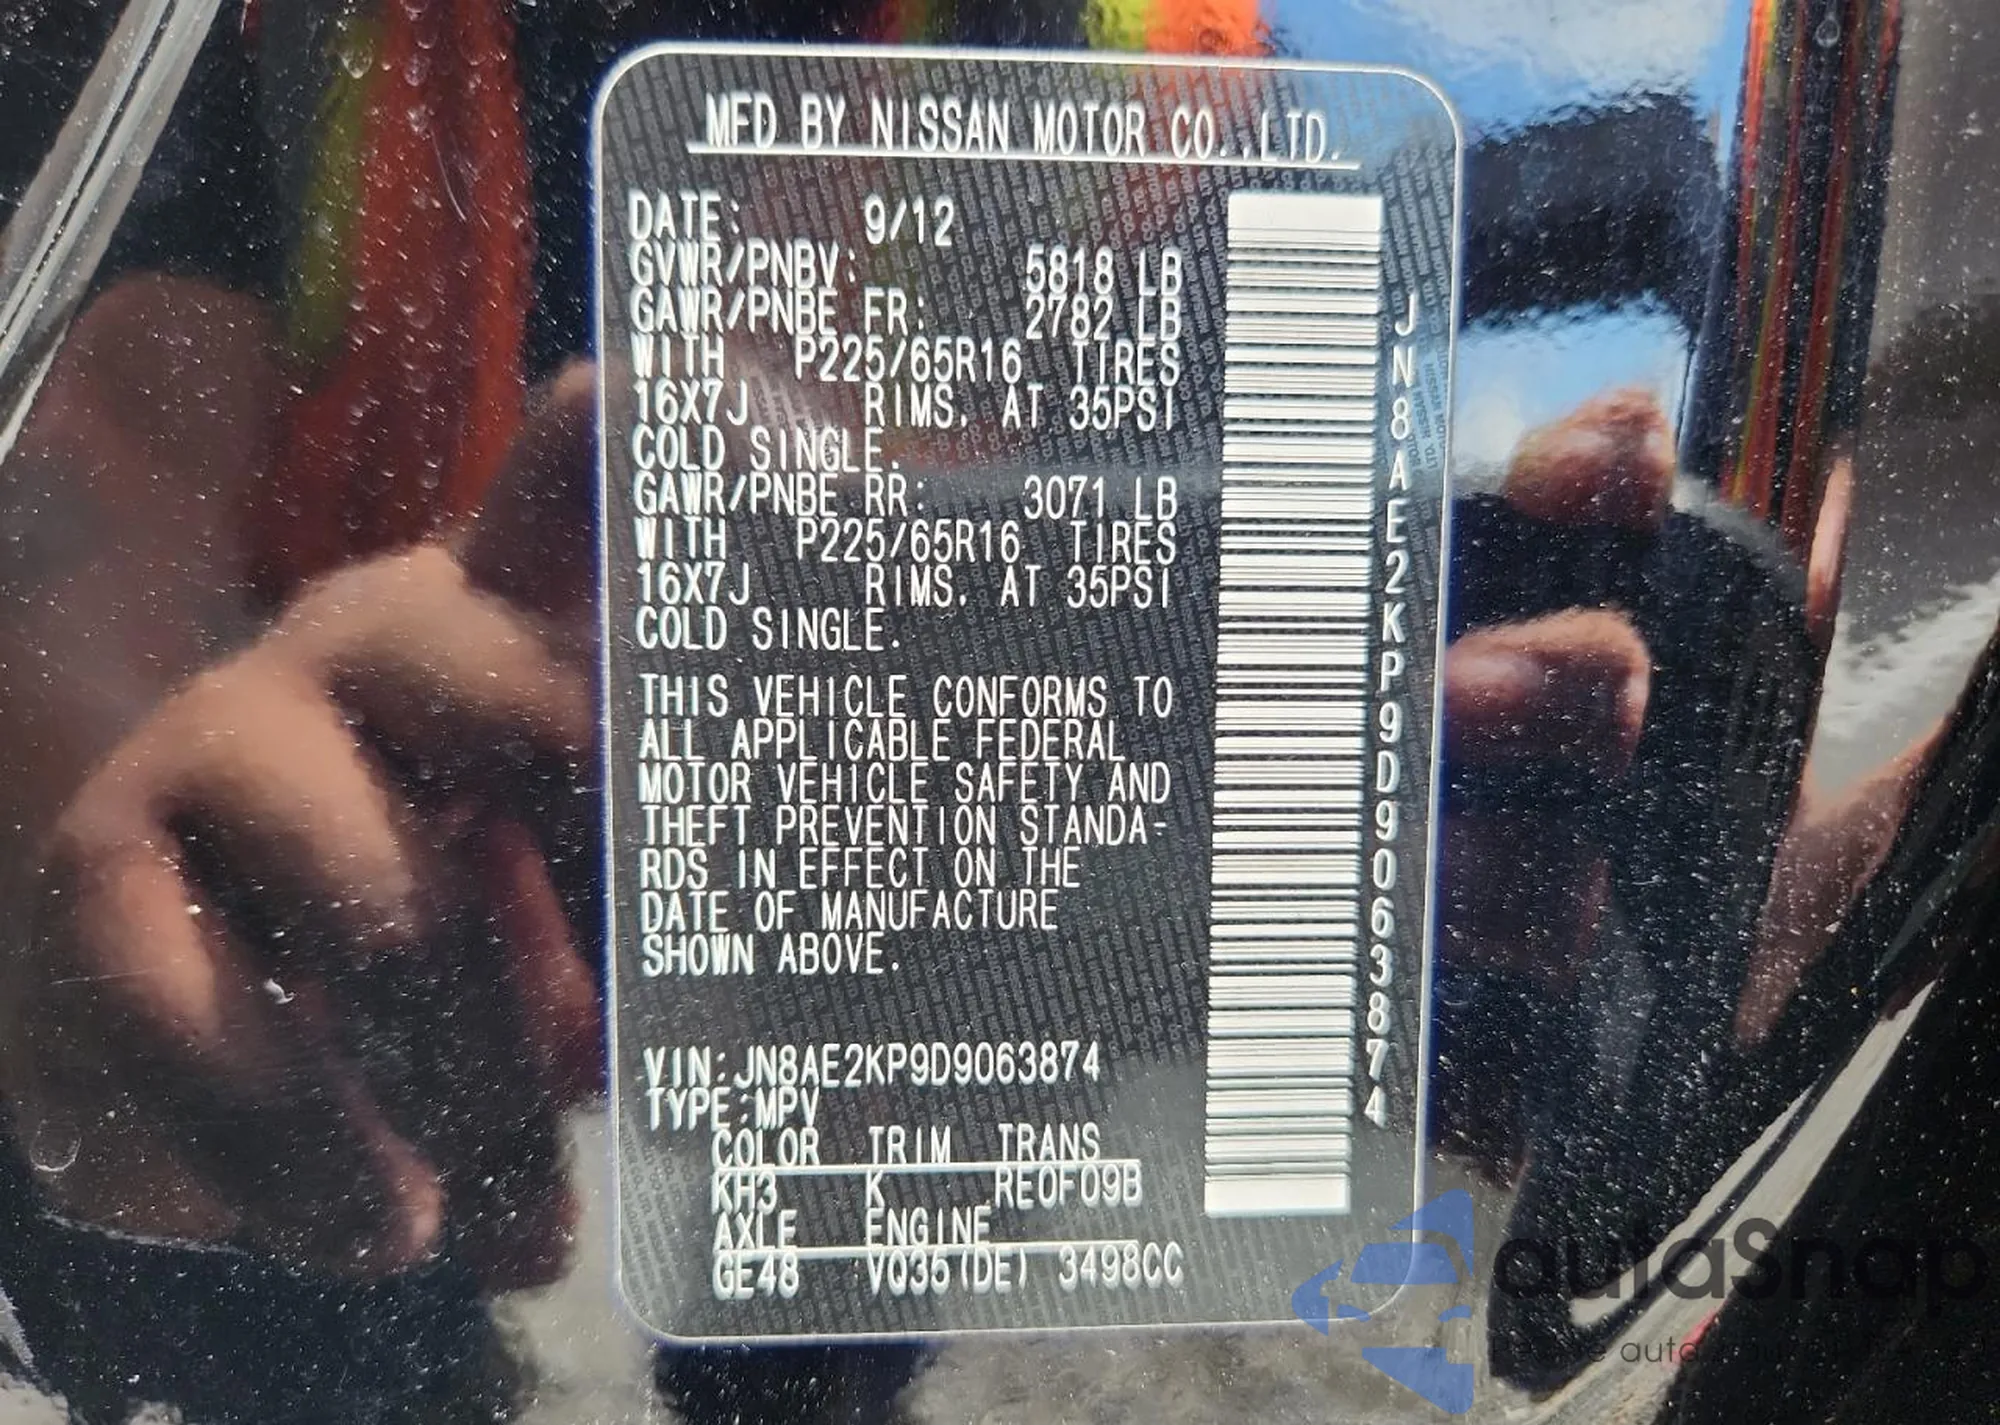 MFD BY NISSAN MOTOR CO.,LTD.
DATE: 9/12
GVWR/PNBV: 5818 LB
GAWR/PNBE FR: 2782 LB
WITH P225/65R16 TIRES
16X7J RIMS. AT 35PSI
COLD SINGLE.
GAWR/PNBE RR: 3071 LB
WITH P225/65R16 TIRES
16X7J RIMS. AT 35PSI
COLD SINGLE.
THIS VEHICLE CONFORMS TO
ALL APPLICABLE FEDERAL
MOTOR VEHICLE SAFETY AND
THEFT PREVENTION STANDA-
RDS IN EFFECT ON THE
DATE OF MANUFACTURE
SHOWN ABOVE.
VIN:JN8AE2KP9D9063874
TYPE:MPV
COLOR TRIM TRANS
KH3 K RE0F09B
AXLE ENGINE
GE48 VQ35(DE) 3498CC
JN8AE2KP9D9063874
autaSnap